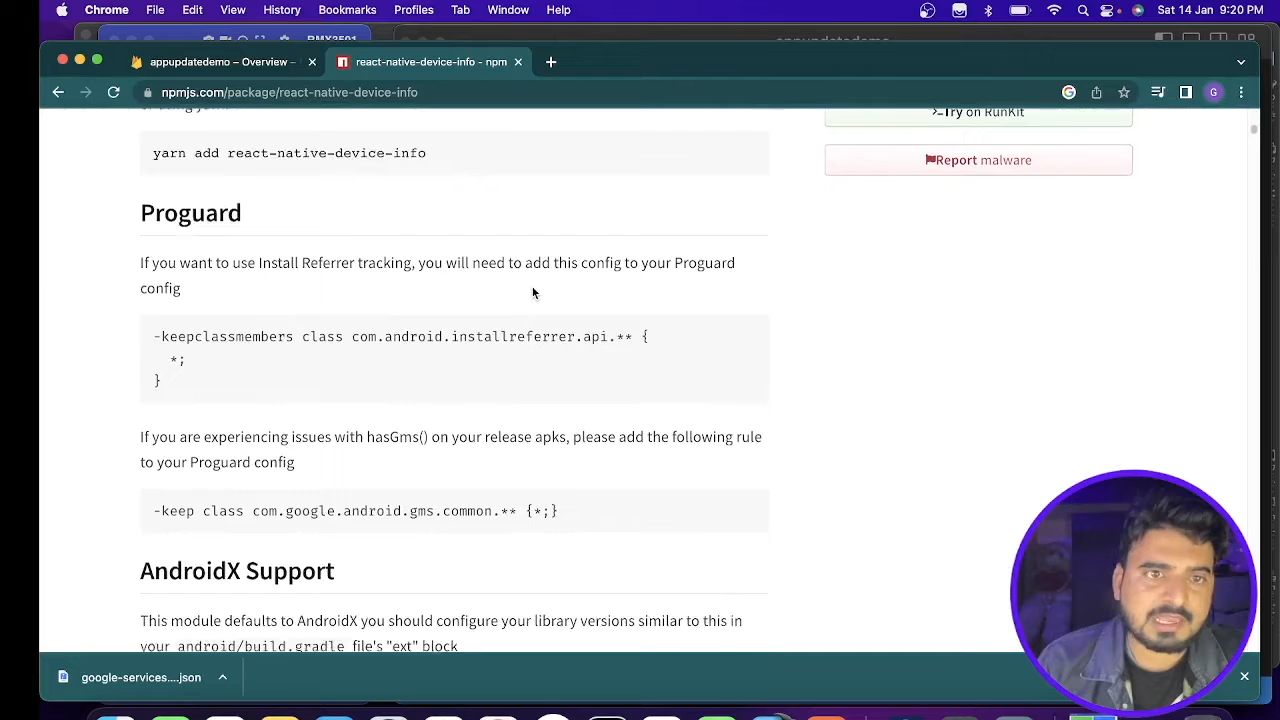 Chrome File Edit View History Bookmarks Profiles Tab Window Help Sat 14 Jan 9:20 PM
appupdatedemo – Overview – react-native-device-info - npm
npmjs.com/package/react-native-device-info G
yarn add react-native-device-info
>_Try on RunKit
Report malware
Proguard
If you want to use Install Referrer tracking, you will need to add this config to your Proguard
config
-keepclassmembers class com.android.installreferrer.api.** {
*;
}
If you are experiencing issues with hasGms() on your release apks, please add the following rule
to your Proguard config
-keep class com.google.android.gms.common.** {*;}
AndroidX Support
This module defaults to AndroidX you should configure your library versions similar to this in
your android/build.gradle file's "ext" block
google-services....json